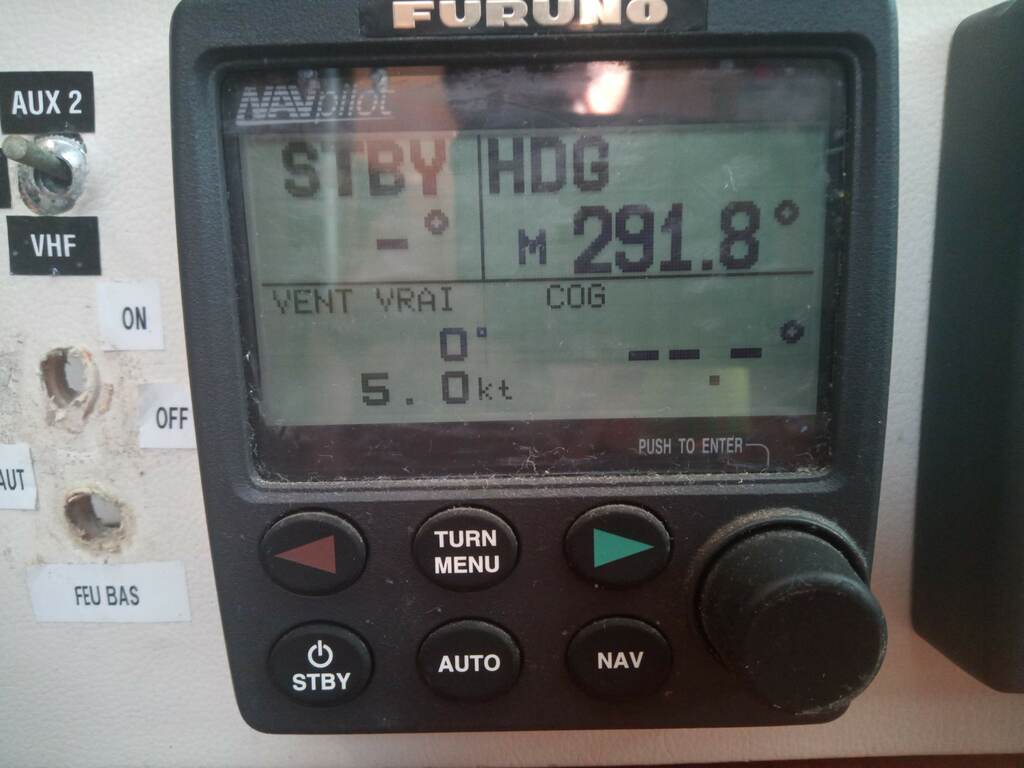 FURUNO
NAVpilot
AUX 2
STBY
HDG
-°
M 291.8°
VHF
VENT VRAI
COG
ON
0°
---.-°
5.0kt
OFF
PUSH TO ENTER
AUT
TURN
MENU
FEU BAS
STBY
AUTO
NAV